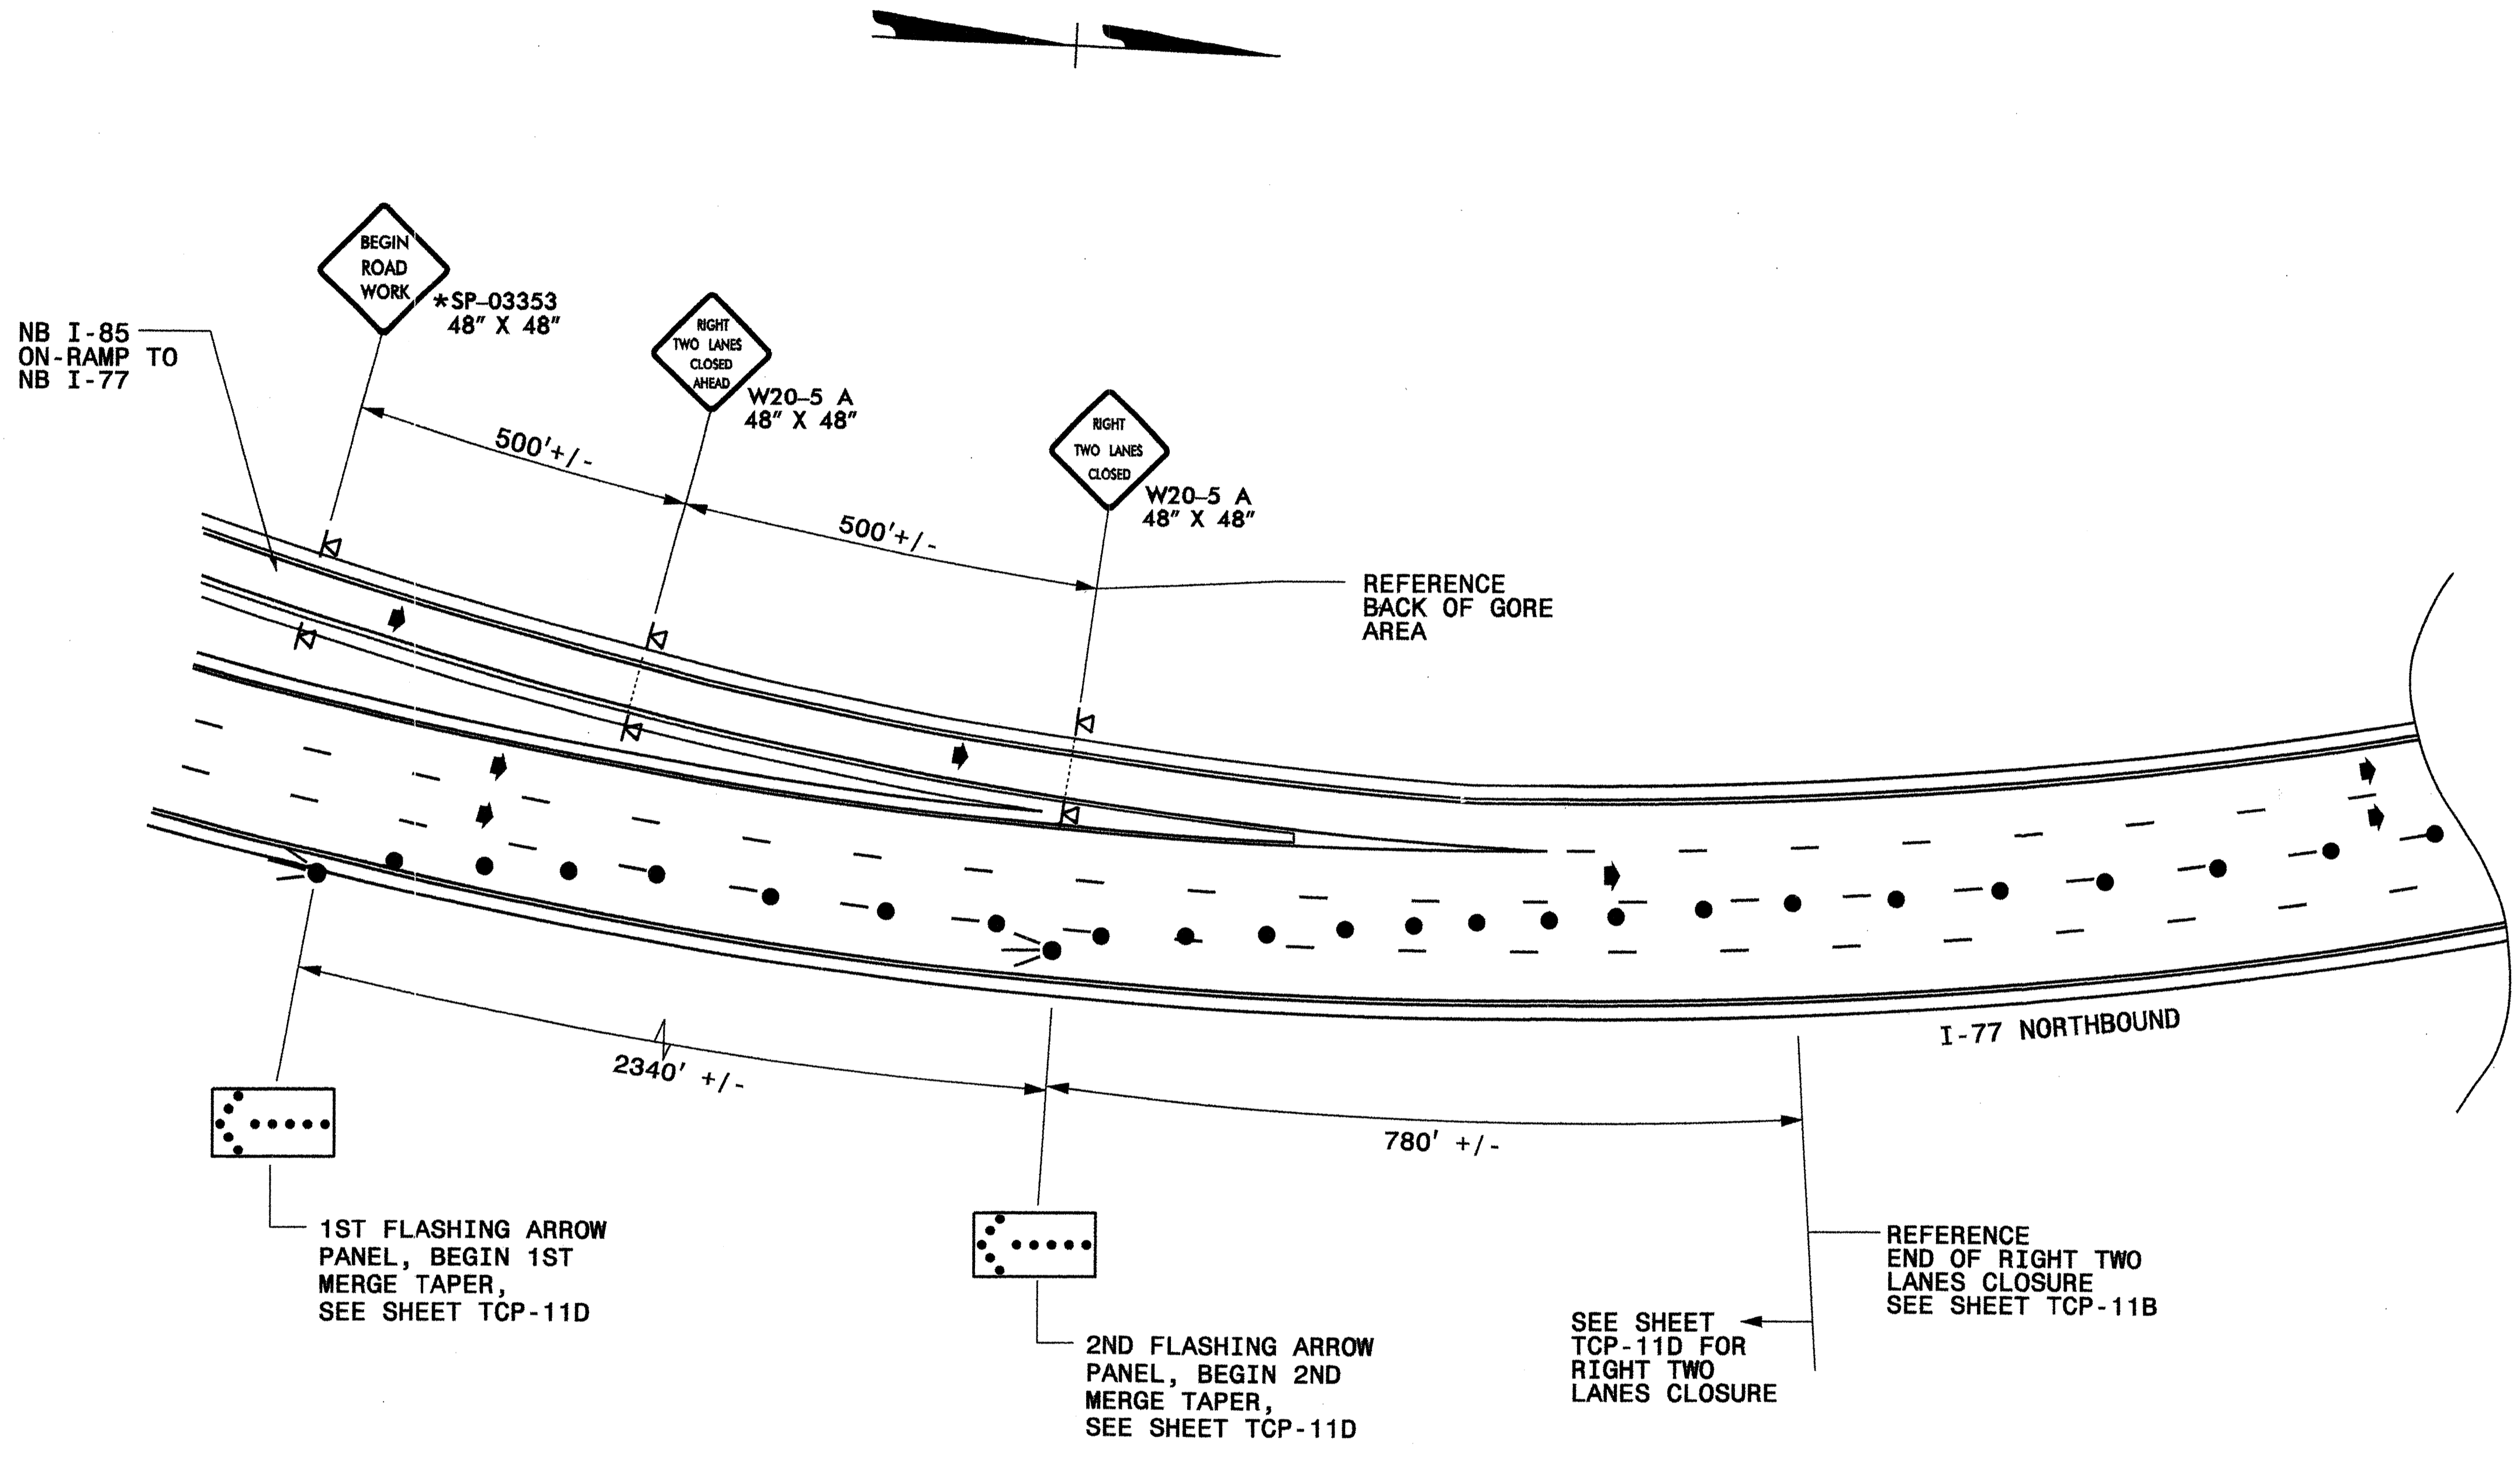 BEGIN
ROAD
WORK
*SP-03353
48" X 48"
NB I-85
ON-RAMP TO
NB I-77
RIGHT
TWO LANES
CLOSED
AHEAD
W20-5 A
48" X 48"
RIGHT
TWO LANES
CLOSED
W20-5 A
48" X 48"
500'+/-
500'+/-
REFERENCE
BACK OF GORE
AREA
I-77 NORTHBOUND
2340' +/-
780' +/-
1ST FLASHING ARROW
PANEL, BEGIN 1ST
MERGE TAPER,
SEE SHEET TCP-11D
2ND FLASHING ARROW
PANEL, BEGIN 2ND
MERGE TAPER,
SEE SHEET TCP-11D
SEE SHEET
TCP-11D FOR
RIGHT TWO
LANES CLOSURE
REFERENCE
END OF RIGHT TWO
LANES CLOSURE
SEE SHEET TCP-11B